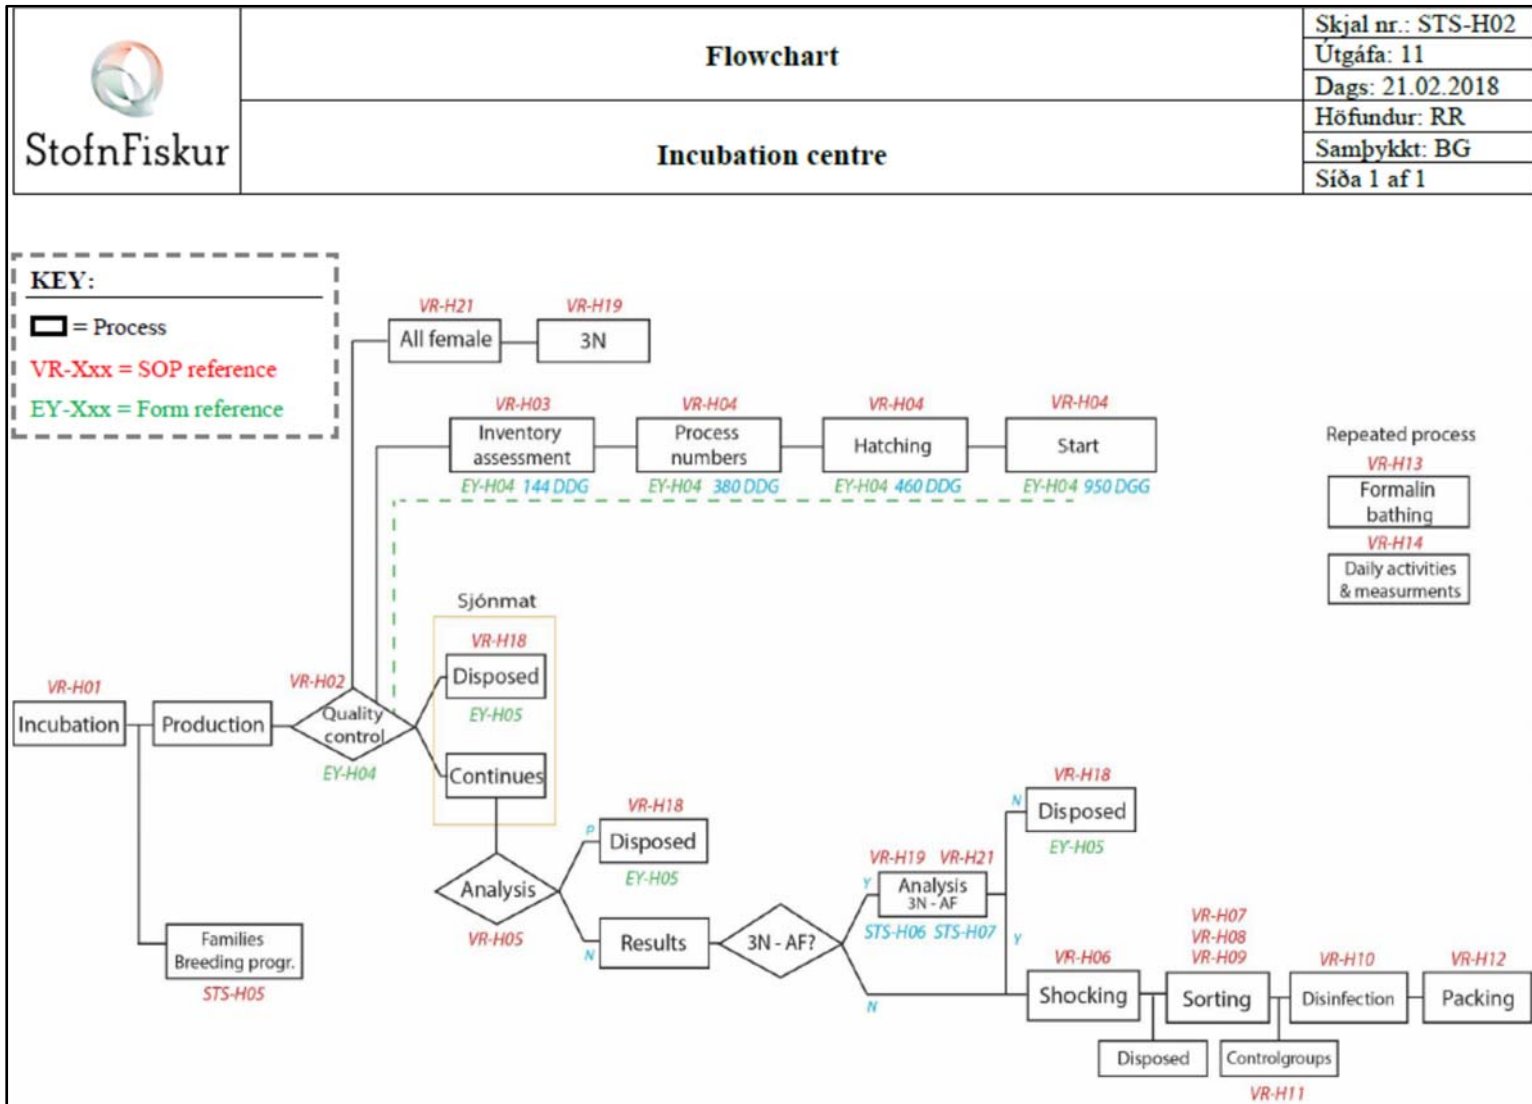 StofnFiskur
Flowchart
Incubation centre
Skjal nr.: STS-H02
Útgáfa: 11
Dags: 21.02.2018
Höfundur: RR
Samþykkt: BG
Síða 1 af 1
KEY:
= Process
VR-Xxx = SOP reference
EY-Xxx = Form reference
VR-H21
All female
VR-H19
3N
VR-H03
Inventory
assessment
EY-H04 144 DDG
VR-H04
Process
numbers
EY-H04 380 DDG
VR-H04
Hatching
EY-H04 460 DDG
VR-H04
Start
EY-H04 950 DGG
Repeated process
VR-H13
Formalin
bathing
VR-H14
Daily activities
& measurments
Sjónmat
VR-H18
Disposed
EY-H05
Continues
VR-H01
Incubation
Production
VR-H02
Quality
control
EY-H04
Families
Breeding progr.
STS-H05
Analysis
VR-H05
P
VR-H18
Disposed
EY-H05
N
Results
3N - AF?
Y
VR-H19 VR-H21
Analysis
3N - AF
STS-H06 STS-H07
N
N
VR-H18
Disposed
EY-H05
Y
VR-H06
Shocking
Disposed
VR-H07
VR-H08
VR-H09
Sorting
Controlgroups
VR-H11
VR-H10
Disinfection
VR-H12
Packing